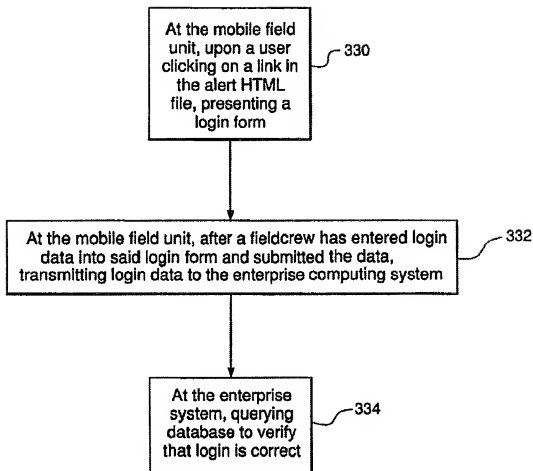 At the mobile field
unit, upon a user
clicking on a link in
the alert HTML
file, presenting a
login form
330
At the mobile field unit, after a fieldcrew has entered login
data into said login form and submitted the data,
transmitting login data to the enterprise computing system
332
At the enterprise
system, querying
database to verify
that login is correct
334